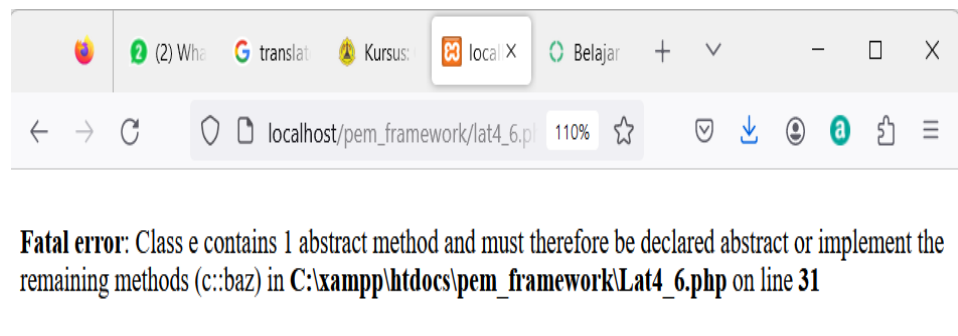 2 (2) Wha
translat
Kursus:
local
Belajar
localhost/pem_framework/lat4_6.p
110%
Fatal error: Class e contains 1 abstract method and must therefore be declared abstract or implement the
remaining methods (c::baz) in C:\xampp\htdocs\pem_framework\Lat4_6.php on line 31